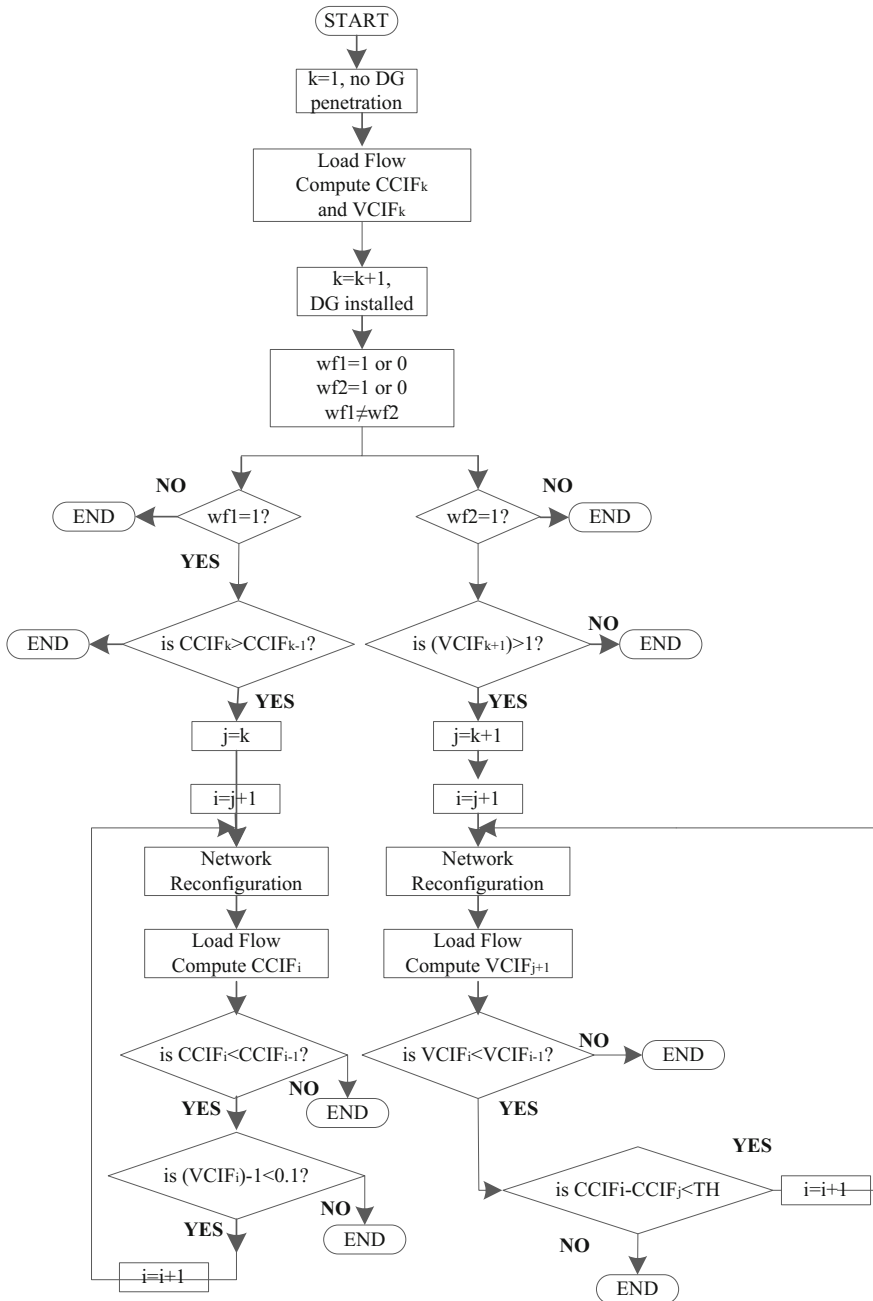 START
k=1, no DG
penetration
Load Flow
Compute CCIFk
and VCIFk
k=k+1,
DG installed
wf1=1 or 0
wf2=1 or 0
wf1≠wf2
NO
NO
END
wf1=1?
wf2=1?
END
YES
END
is CCIFk>CCIFk-1?
is (VCIFk+1)>1?
NO
END
YES
YES
j=k
j=k+1
i=j+1
i=j+1
Network
Reconfiguration
Network
Reconfiguration
Load Flow
Compute CCIFi
Load Flow
Compute VCIFj+1
is CCIFi<CCIFi-1?
is VCIFi<VCIFi-1?
NO
END
NO
END
YES
YES
is (VCIFi)-1<0.1?
YES
is CCIFi-CCIFj<TH
i=i+1
NO
END
YES
i=i+1
NO
END